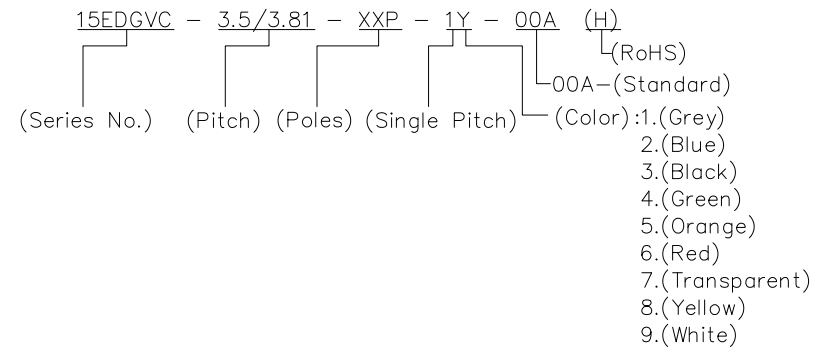 15EDGVC - 3.5/3.81 - XXP - 1Y - 00A (H)
(RoHS)
00A-(Standard)
(Series No.) (Pitch) (Poles) (Single Pitch) (Color):1.(Grey)
2.(Blue)
3.(Black)
4.(Green)
5.(Orange)
6.(Red)
7.(Transparent)
8.(Yellow)
9.(White)